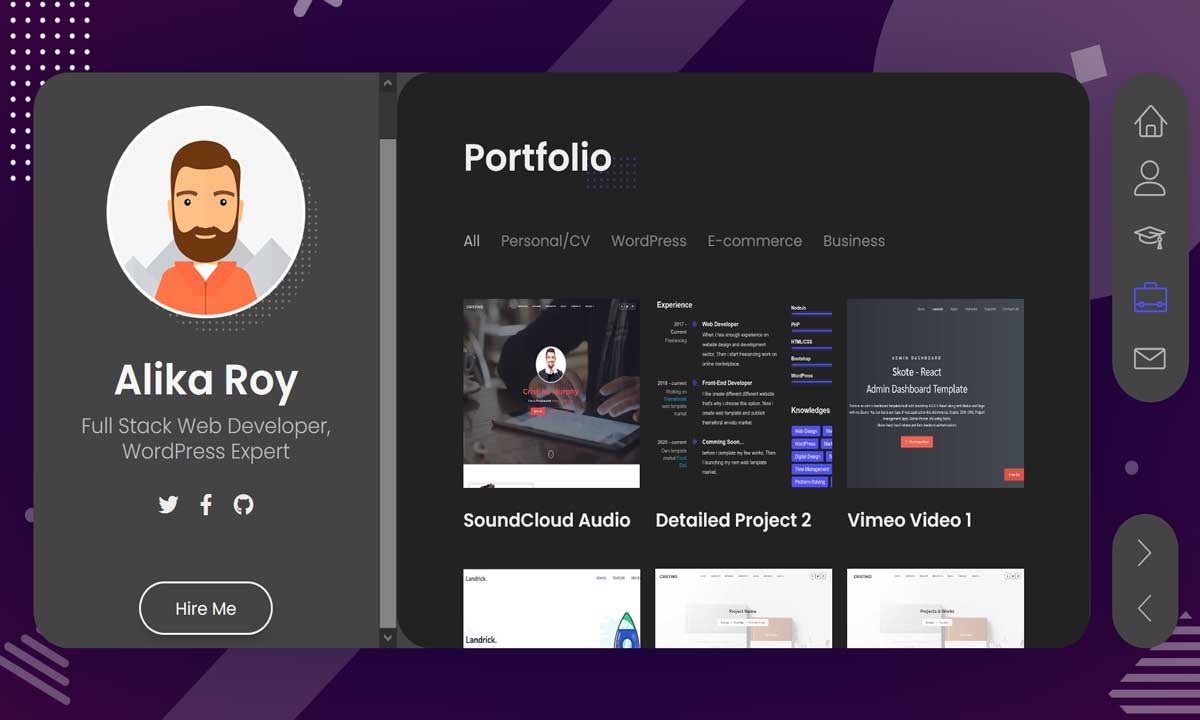 Alika Roy
Full Stack Web Developer,
WordPress Expert
Hire Me
Portfolio
All Personal/CV WordPress E-commerce Business
SoundCloud Audio
Experience
2017 - Current
Freelancing
Web Developer
When I have enough experience on
website design and development
sector, Then I start freelancing work on
online marketplace.
2018 - current
Working on
Themeforest
web template
market
Front-End Developer
I like create different different website
that's why i choose this option. Now i
create web template and publish
themeforest envato market
2020 - current
Own template
market
Comming Soon...
before i complete my few works, Then
I launching my own web template
market.
NodeJs
PHP
HTML/CSS
Bootstrap
WordPress
Knowledges
Web Design
WordPress
Digital Design
Time Management
Problem-Solving
Detailed Project 2
ADMIN DASHBOARD
Skote - React
Admin Dashboard Template
Vimeo Video 1
Landrick.
Landrick.
CRISTINO
Project Name
CRISTINO
Projects & Works